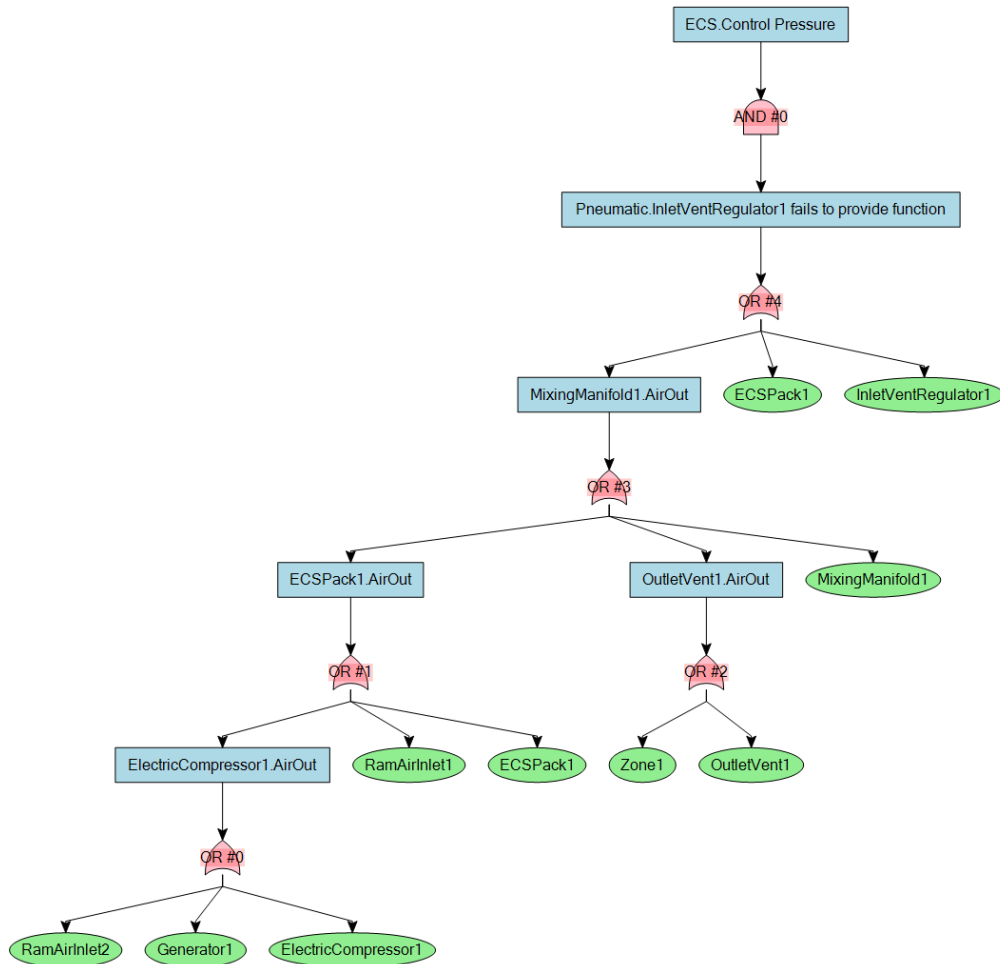 ECS.Control Pressure
AND #0
Pneumatic.InletVentRegulator1 fails to provide function
OR #4
MixingManifold1.AirOut
ECSPack1
InletVentRegulator1
OR #3
ECSPack1.AirOut
OutletVent1.AirOut
MixingManifold1
OR #1
OR #2
ElectricCompressor1.AirOut
RamAirInlet1
ECSPack1
Zone1
OutletVent1
OR #0
RamAirInlet2
Generator1
ElectricCompressor1